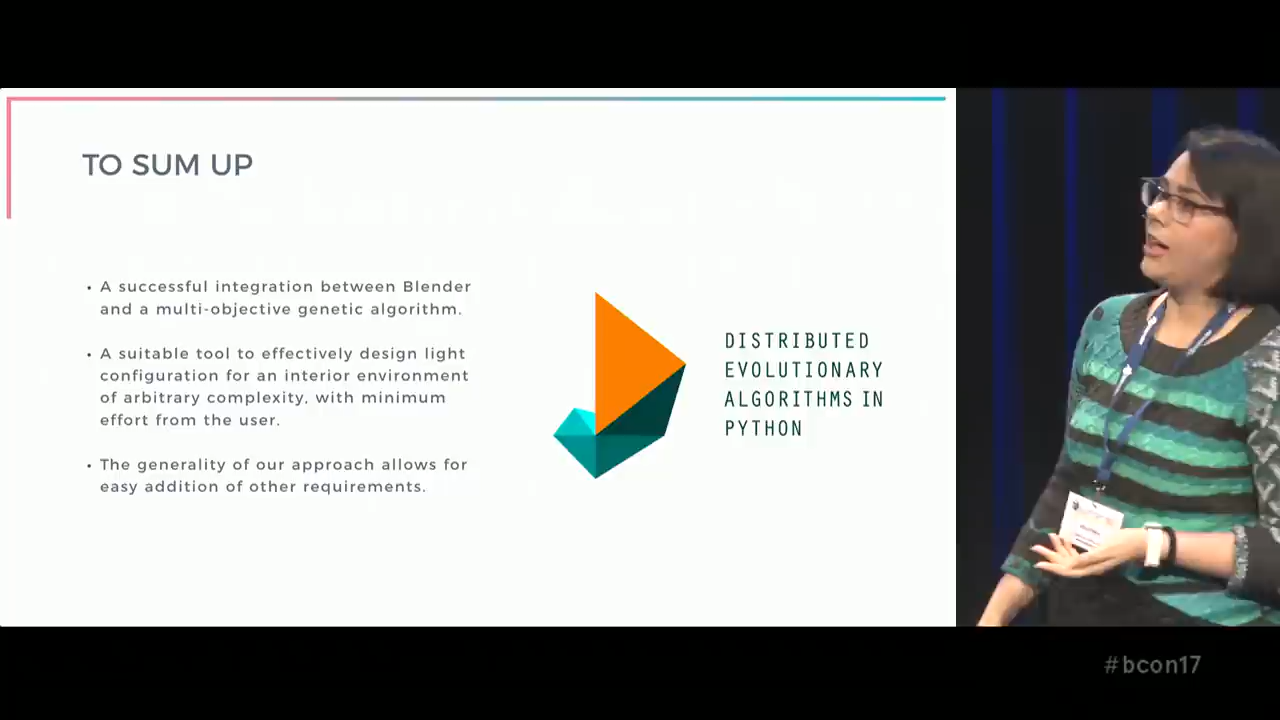 TO SUM UP
• A successful integration between Blender
and a multi-objective genetic algorithm.
• A suitable tool to effectively design light
configuration for an interior environment
of arbitrary complexity, with minimum
effort from the user.
• The generality of our approach allows for
easy addition of other requirements.
DISTRIBUTED
EVOLUTIONARY
ALGORITHMS IN
PYTHON
#bcon17